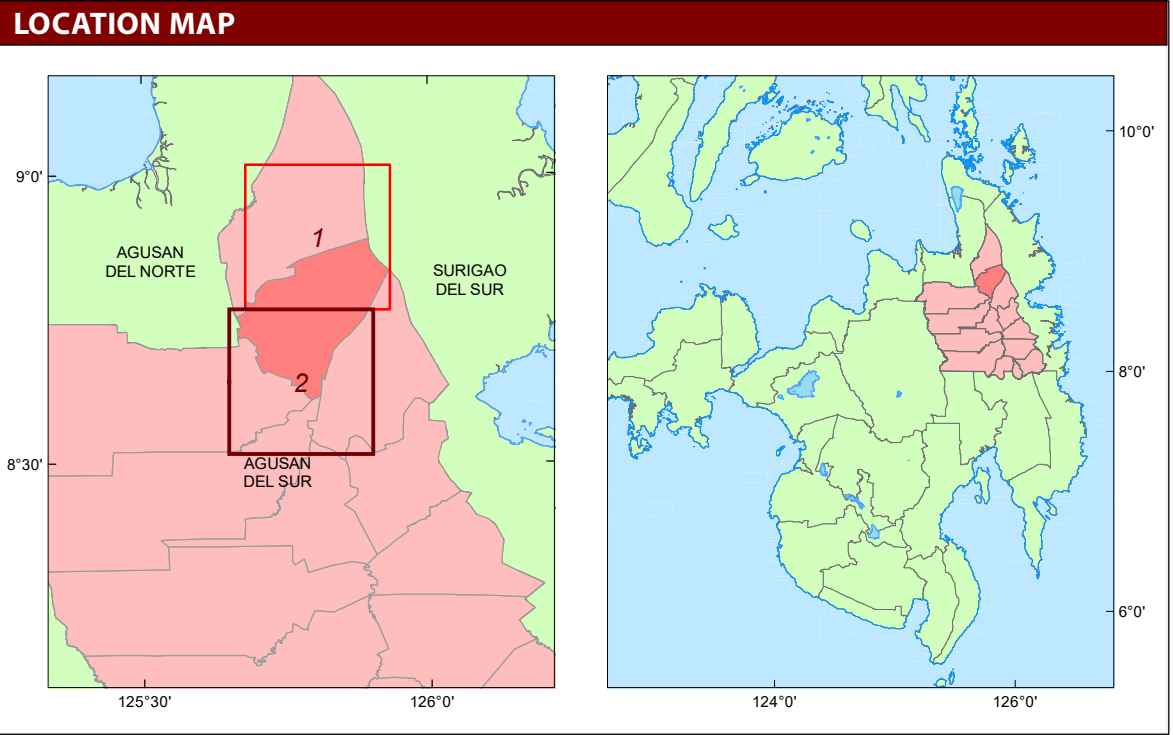 LOCATION MAP
9°0'
8°30'
125°30'
126°0'
AGUSAN
DEL NORTE
SURIGAO
DEL SUR
1
2
AGUSAN
DEL SUR
10°0'
8°0'
6°0'
124°0'
126°0'